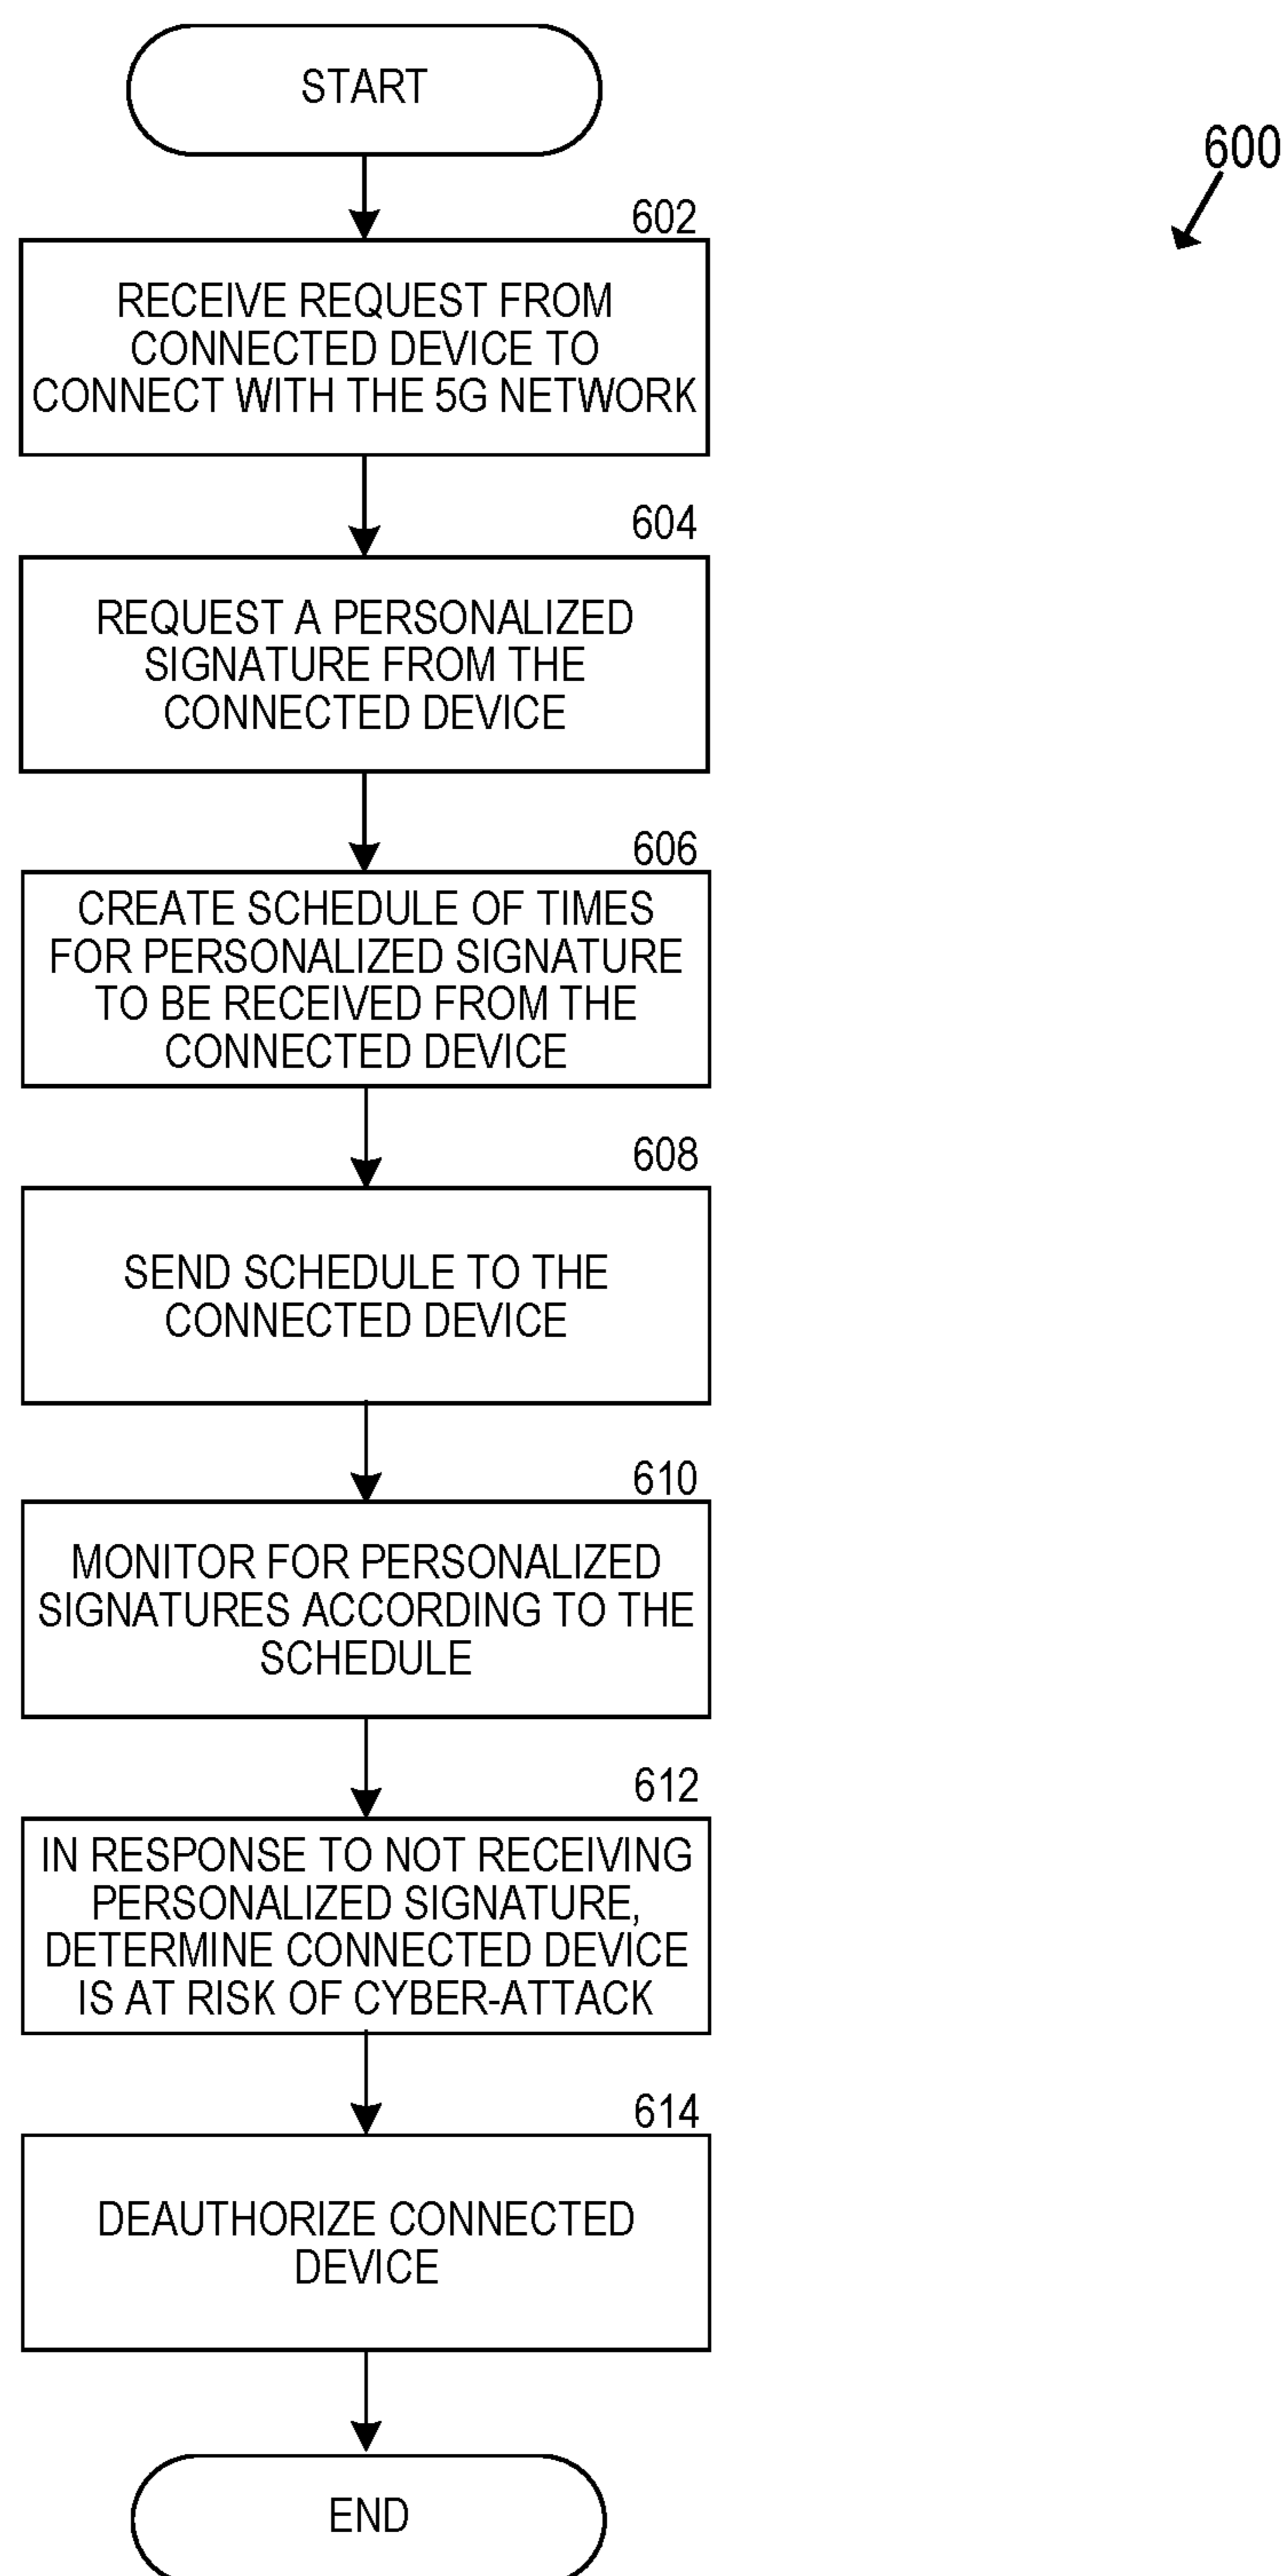 START
600
602
RECEIVE REQUEST FROM
CONNECTED DEVICE TO
CONNECT WITH THE 5G NETWORK
604
REQUEST A PERSONALIZED
SIGNATURE FROM THE
CONNECTED DEVICE
606
CREATE SCHEDULE OF TIMES
FOR PERSONALIZED SIGNATURE
TO BE RECEIVED FROM THE
CONNECTED DEVICE
608
SEND SCHEDULE TO THE
CONNECTED DEVICE
610
MONITOR FOR PERSONALIZED
SIGNATURES ACCORDING TO THE
SCHEDULE
612
IN RESPONSE TO NOT RECEIVING
PERSONALIZED SIGNATURE,
DETERMINE CONNECTED DEVICE
IS AT RISK OF CYBER-ATTACK
614
DEAUTHORIZE CONNECTED
DEVICE
END